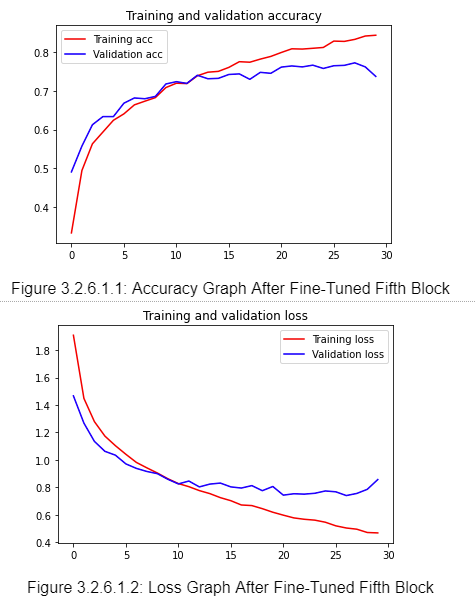 Training and validation accuracy
Training acc
Validation acc
0.8
0.7
0.6
0.5
0.4
0 5 10 15 20 25 30
Figure 3.2.6.1.1: Accuracy Graph After Fine-Tuned Fifth Block
Training and validation loss
Training loss
Validation loss
1.8
1.6
1.4
1.2
1.0
0.8
0.6
0.4
0 5 10 15 20 25 30
Figure 3.2.6.1.2: Loss Graph After Fine-Tuned Fifth Block